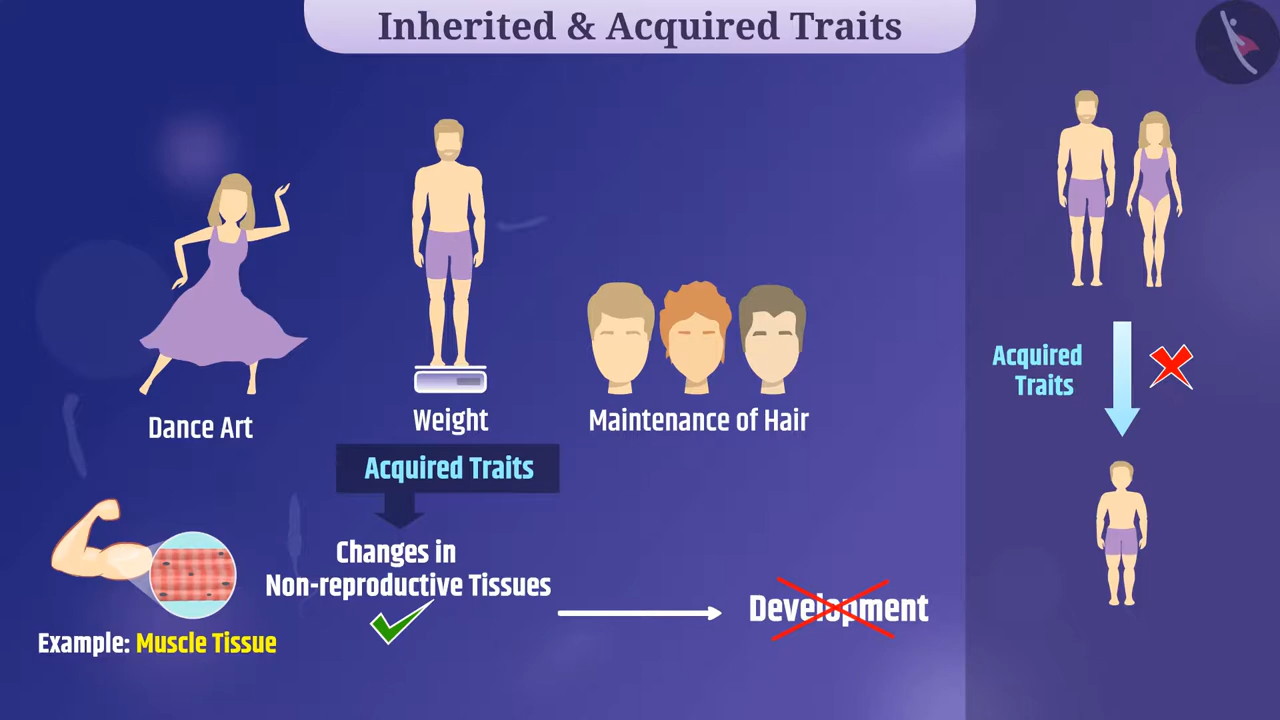 Inherited & Acquired Traits
Dance Art
Weight
Maintenance of Hair
Acquired Traits
Changes in
Non-reproductive Tissues
Development
Example: Muscle Tissue
Acquired
Traits